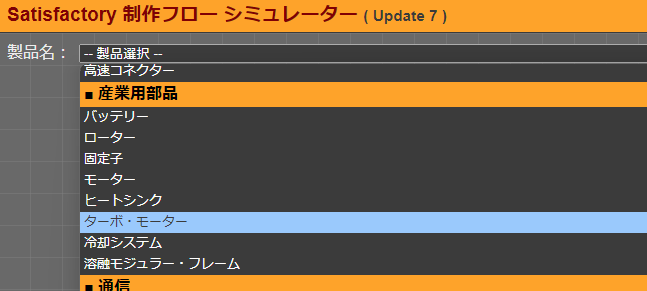 Satisfactory 制作フロー シミュレーター ( Update 7 )
製品名： -- 製品選択 --
高速コネクター
■ 産業用部品
バッテリー
ローター
固定子
モーター
ヒートシンク
ターボ・モーター
冷却システム
溶融モジュラー・フレーム
■ 通信